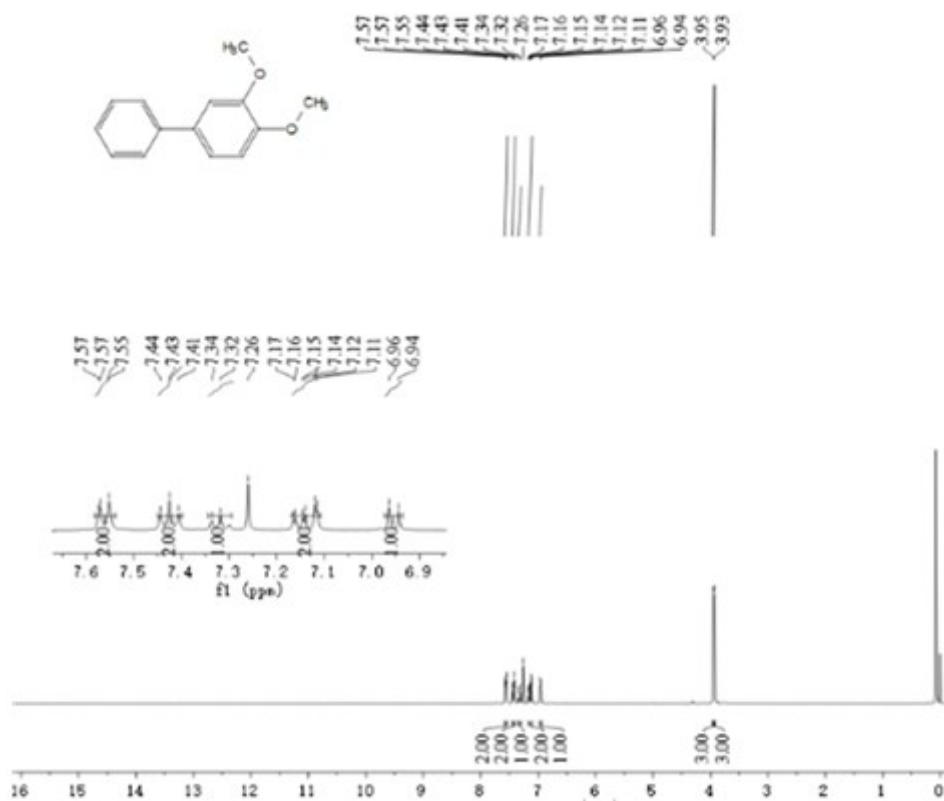 7.57 7.57 7.55 7.44 7.43 7.41 7.34 7.32 7.26 7.17 7.16 7.15 7.14 7.12 7.11 6.96 6.94 3.95 3.93
H₃C
O
CH₃
O
7.57 7.57 7.55 7.44 7.43 7.41 7.34 7.32 7.26 7.17 7.16 7.15 7.14 7.12 7.11 6.96 6.94
2.00 2.00 1.00 2.00 1.00
7.6 7.5 7.4 7.3 7.2 7.1 7.0 6.9
f1 (ppm)
2.00 2.00 1.00 2.00 1.00 3.00 3.00
16 15 14 13 12 11 10 9 8 7 6 5 4 3 2 1 0